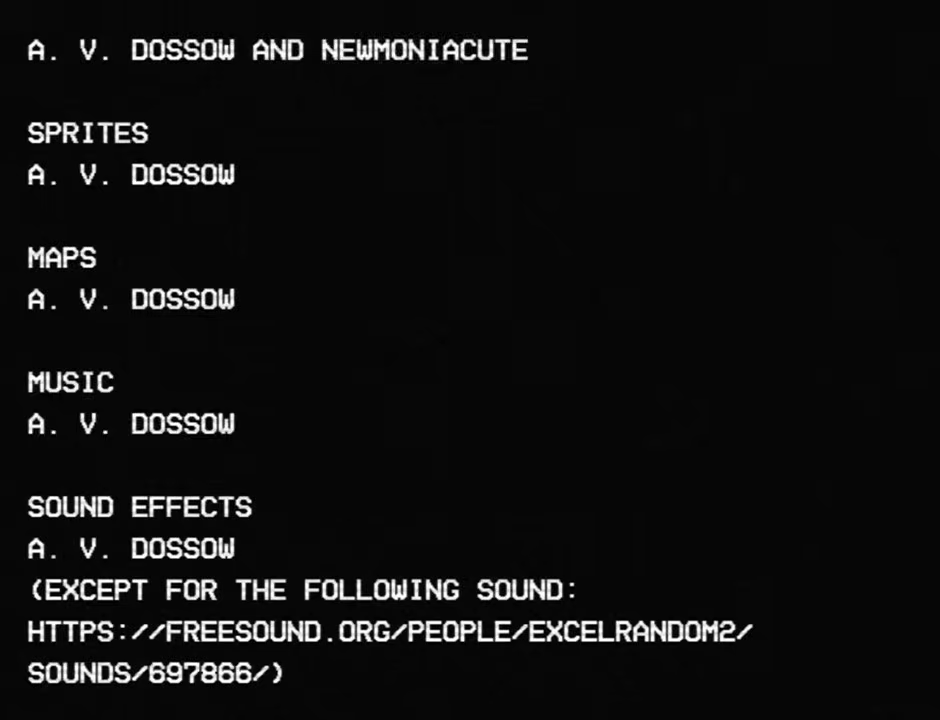 A. V. DOSSOW AND NEWMONIACUTE
SPRITES
A. V. DOSSOW
MAPS
A. V. DOSSOW
MUSIC
A. V. DOSSOW
SOUND EFFECTS
A. V. DOSSOW
(EXCEPT FOR THE FOLLOWING SOUND:
HTTPS://FREESOUND.ORG/PEOPLE/EXCELRANDOM2/
SOUNDS/697866/)